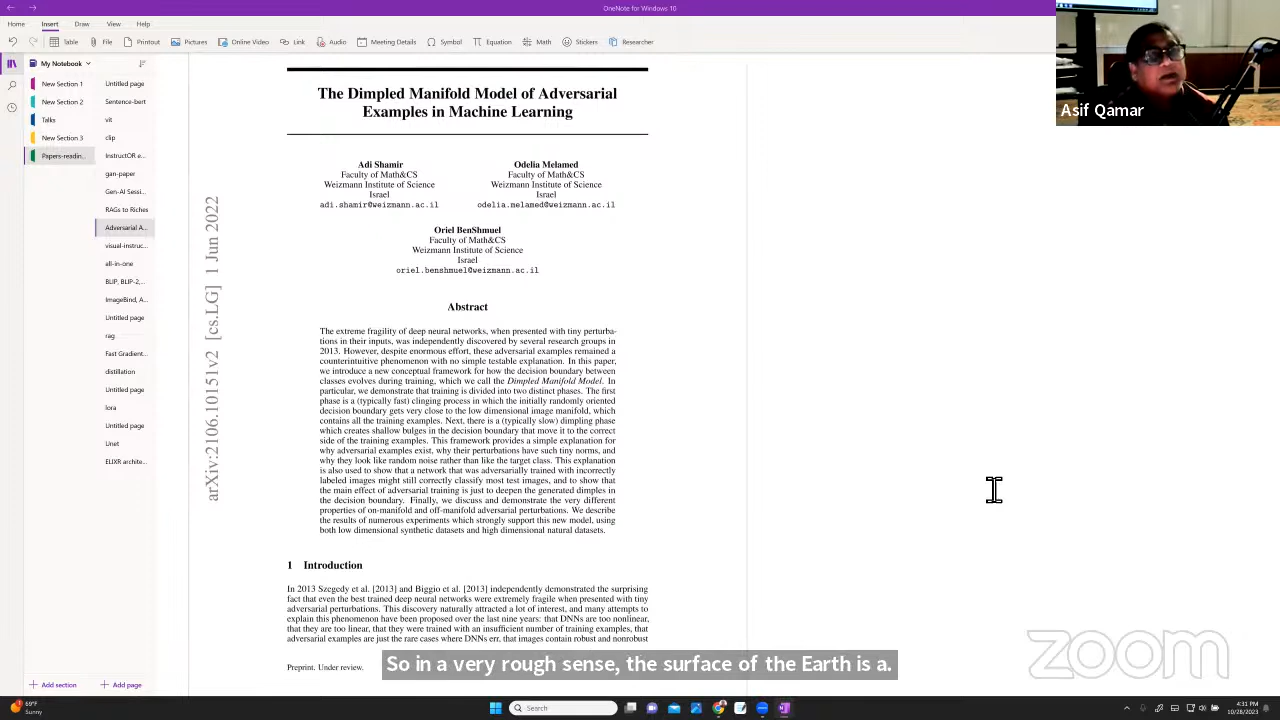 OneNote for Windows 10
Home
Insert
Draw
View
Table
File
Printout
Pictures
Online Video
Link
Audio
Meeting Details
Symbol
Equation
Math
Stickers
Researcher
My Notebook
New Section 1
New Section 2
Talks
New Section 3
Papers-readin...
Untitled page
Sentence-bert
vit
clip
InstructOR e...
gan-paper
Gen-AI Sessi...
RAGs to Riches
Adversarial A...
visual-instruc...
all-in-one
BLIP, BLIP-2,...
ImageBind, A...
Untitled page
rag
Fast Gradient...
distillation
Untitled page
lora
Untitled page
Unet
ELIXR archite...
Add section
Add page
arXiv:2106.10151v2 [cs.LG] 1 Jun 2022
The Dimpled Manifold Model of Adversarial
Examples in Machine Learning
Adi Shamir
Faculty of Math&CS
Weizmann Institute of Science
Israel
adi.shamir@weizmann.ac.il
Odelia Melamed
Faculty of Math&CS
Weizmann Institute of Science
Israel
odelia.melamed@weizmann.ac.il
Oriel BenShmuel
Faculty of Math&CS
Weizmann Institute of Science
Israel
oriel.benshmuel@weizmann.ac.il
Abstract
The extreme fragility of deep neural networks, when presented with tiny perturba-
tions in their inputs, was independently discovered by several research groups in
2013. However, despite enormous effort, these adversarial examples remained a
counterintuitive phenomenon with no simple testable explanation. In this paper,
we introduce a new conceptual framework for how the decision boundary between
classes evolves during training, which we call the Dimpled Manifold Model. In
particular, we demonstrate that training is divided into two distinct phases. The first
phase is a (typically fast) clinging process in which the initially randomly oriented
decision boundary gets very close to the low dimensional image manifold, which
contains all the training examples. Next, there is a (typically slow) dimpling phase
which creates shallow bulges in the decision boundary that move it to the correct
side of the training examples. This framework provides a simple explanation for
why adversarial examples exist, why their perturbations have such tiny norms, and
why they look like random noise rather than like the target class. This explanation
is also used to show that a network that was adversarially trained with incorrectly
labeled images might still correctly classify most test images, and to show that
the main effect of adversarial training is just to deepen the generated dimples in
the decision boundary. Finally, we discuss and demonstrate the very different
properties of on-manifold and off-manifold adversarial perturbations. We describe
the results of numerous experiments which strongly support this new model, using
both low dimensional synthetic datasets and high dimensional natural datasets.
1 Introduction
In 2013 Szegedy et al. [2013] and Biggio et al. [2013] independently demonstrated the surprising
fact that even the best trained deep neural networks were extremely fragile when presented with tiny
adversarial perturbations. This discovery naturally attracted a lot of interest, and many attempts to
explain this phenomenon have been proposed over the last nine years: that DNNs are too nonlinear,
that they are too linear, that they were trained with an insufficient number of training examples, that
adversarial examples are just the rare cases where DNNs err, that images contain robust and nonrobust
Preprint. Under review.
So in a very rough sense, the surface of the Earth is a.
Asif Qamar
zoom
69°F
Sunny
Search
4:31 PM
10/28/2023